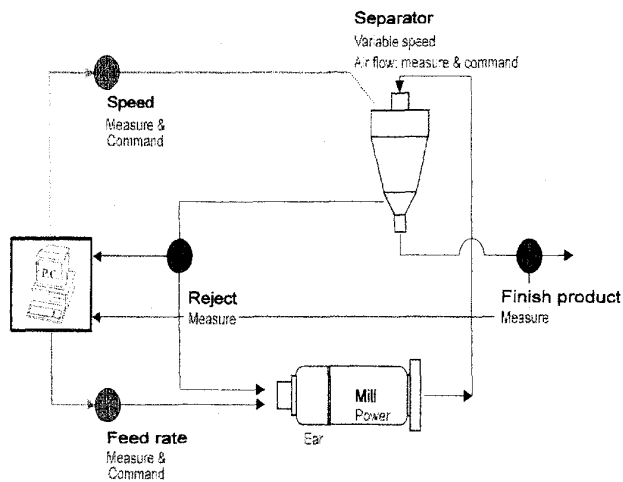 Separator
Variable speed
Air flow: measure & command
Speed
Measure &
Command
P.C.
Reject
Measure
Finish product
Measure
Mill
Power
Ear
Feed rate
Measure &
Command